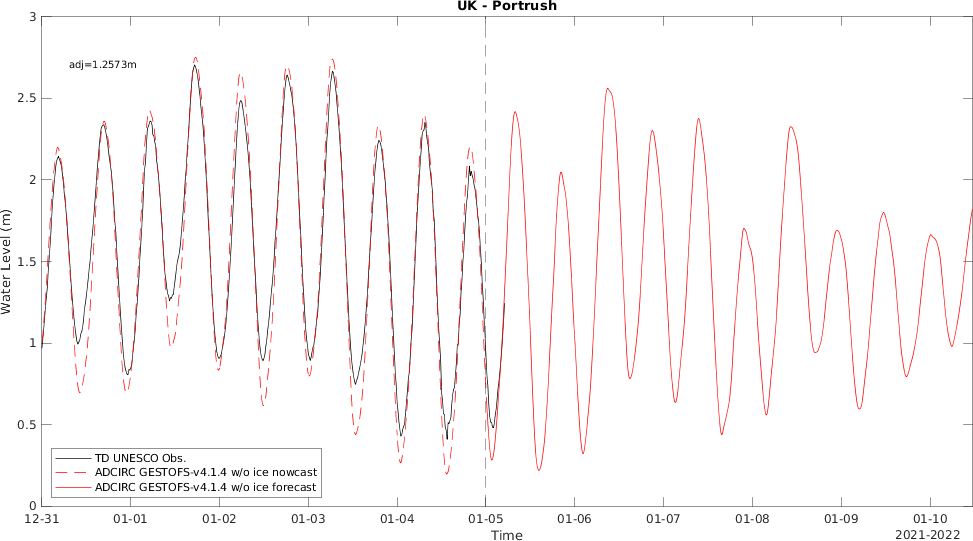 UK - Portrush
3
adj=1.2573m
2.5
2
Water Level (m)
1.5
1
0.5
TD UNESCO Obs.
ADCIRC GESTOFS-v4.1.4 w/o ice nowcast
ADCIRC GESTOFS-v4.1.4 w/o ice forecast
0
12-31 01-01 01-02 01-03 01-04 01-05 01-06 01-07 01-08 01-09 01-10
Time
2021-2022